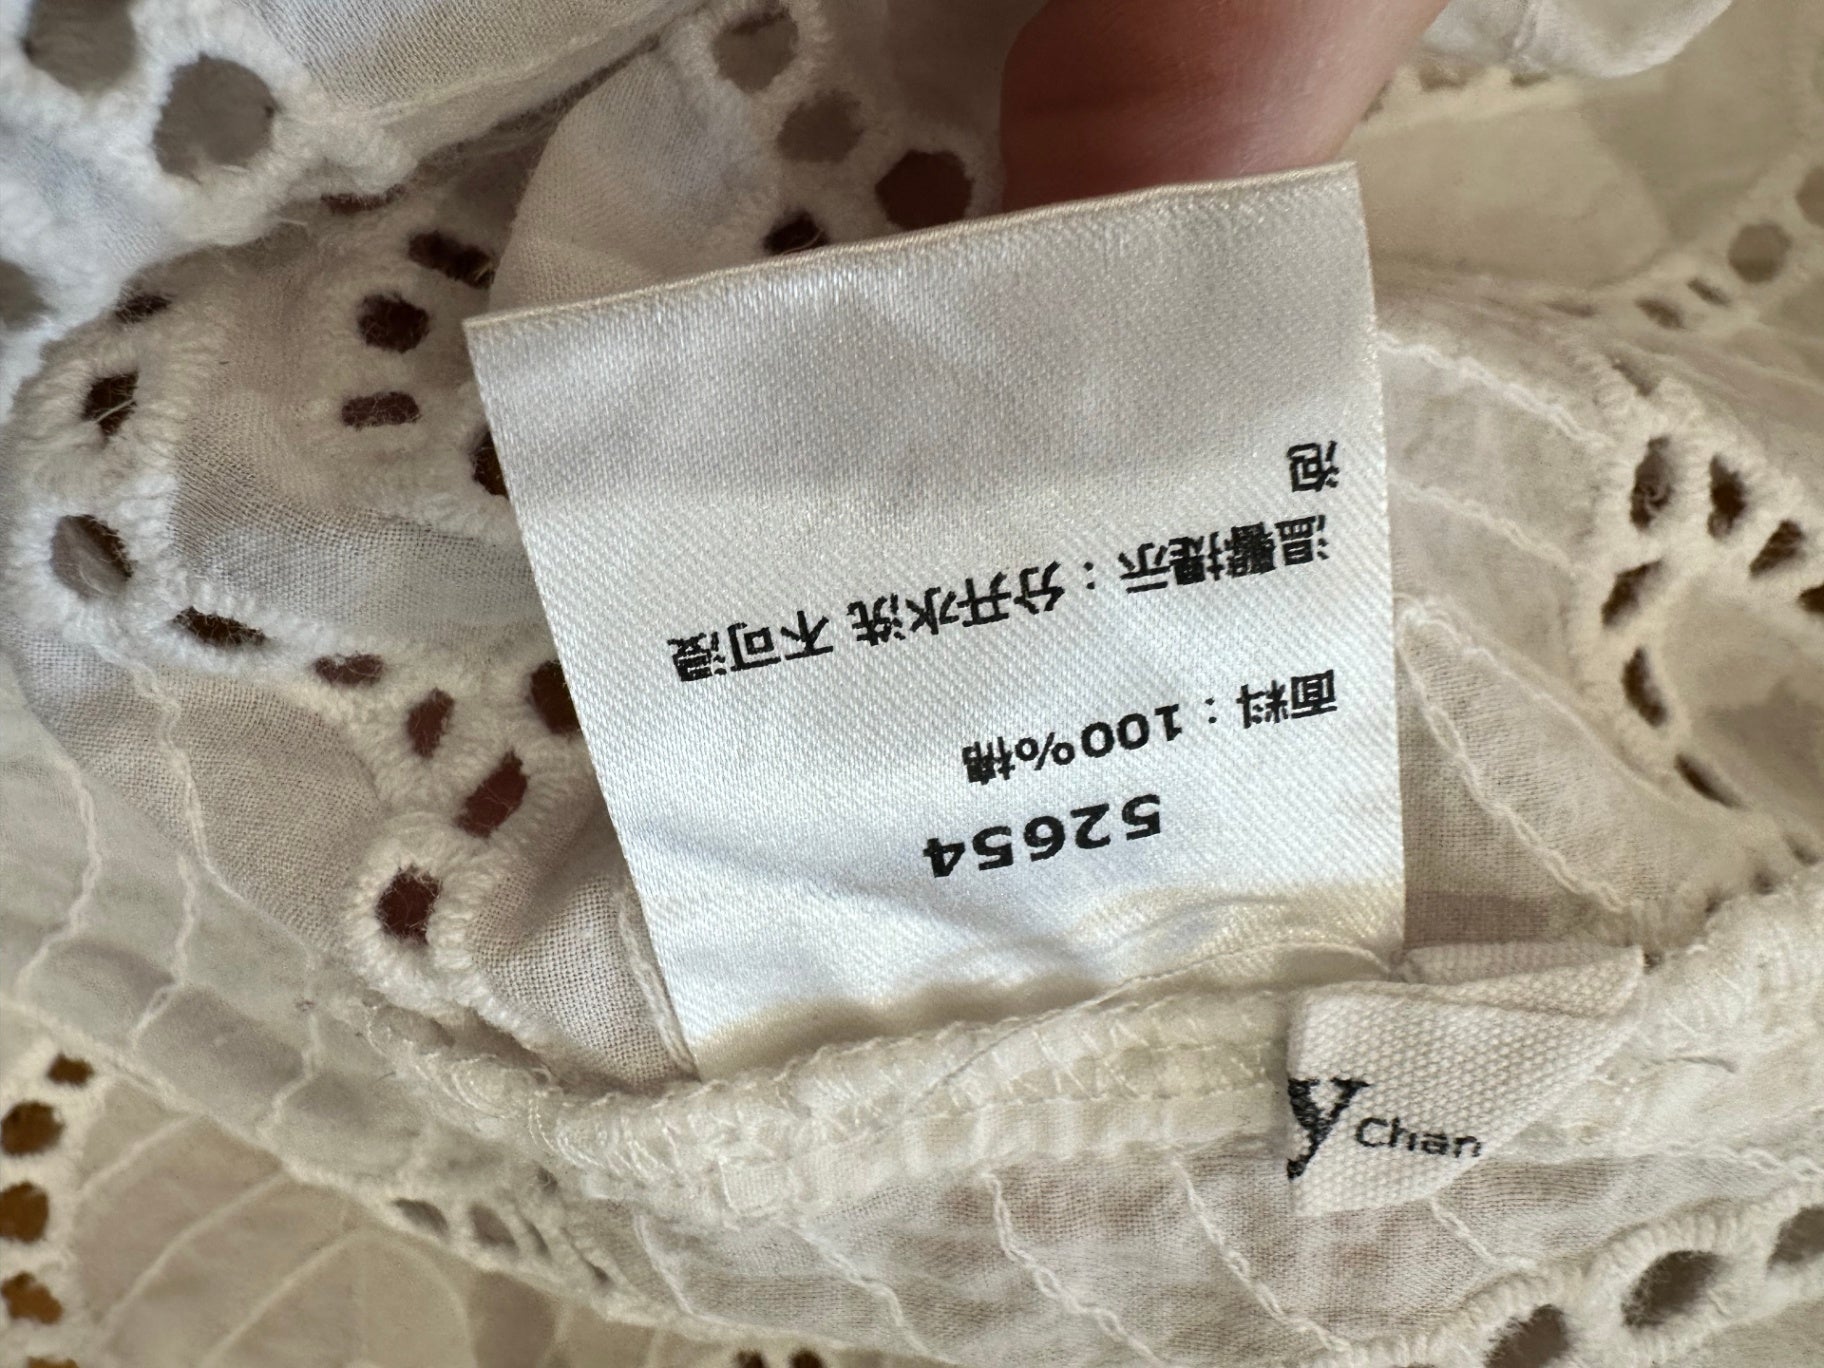 52654
面料：100%棉
温馨提示：分开水洗 不可浸
泡
y chan